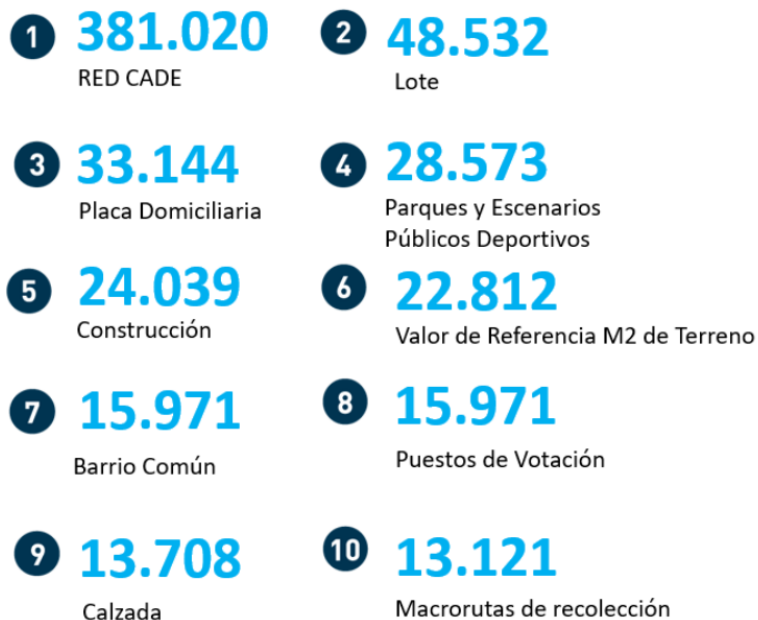 1 381.020
RED CADE
2 48.532
Lote
3 33.144
Placa Domiciliaria
4 28.573
Parques y Escenarios
Públicos Deportivos
5 24.039
Construcción
6 22.812
Valor de Referencia M2 de Terreno
7 15.971
Barrio Común
8 15.971
Puestos de Votación
9 13.708
Calzada
10 13.121
Macrorutas de recolección